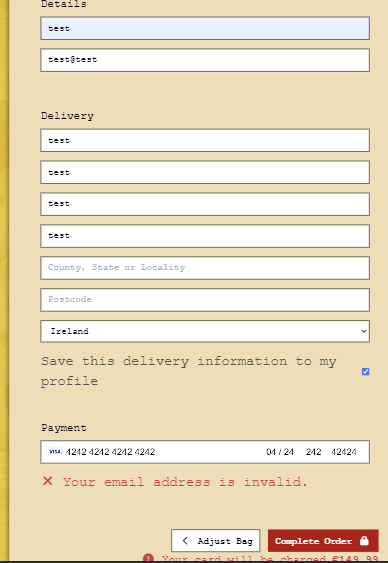 Details
test
test@test
Delivery
test
test
test
test
County, State or Locality
Postcode
Ireland
Save this delivery information to my
profile
Payment
VISA 4242 4242 4242 4242 04 / 24 242 42424
Your email address is invalid.
Adjust Bag Complete Order
Your card will be charged €149.99